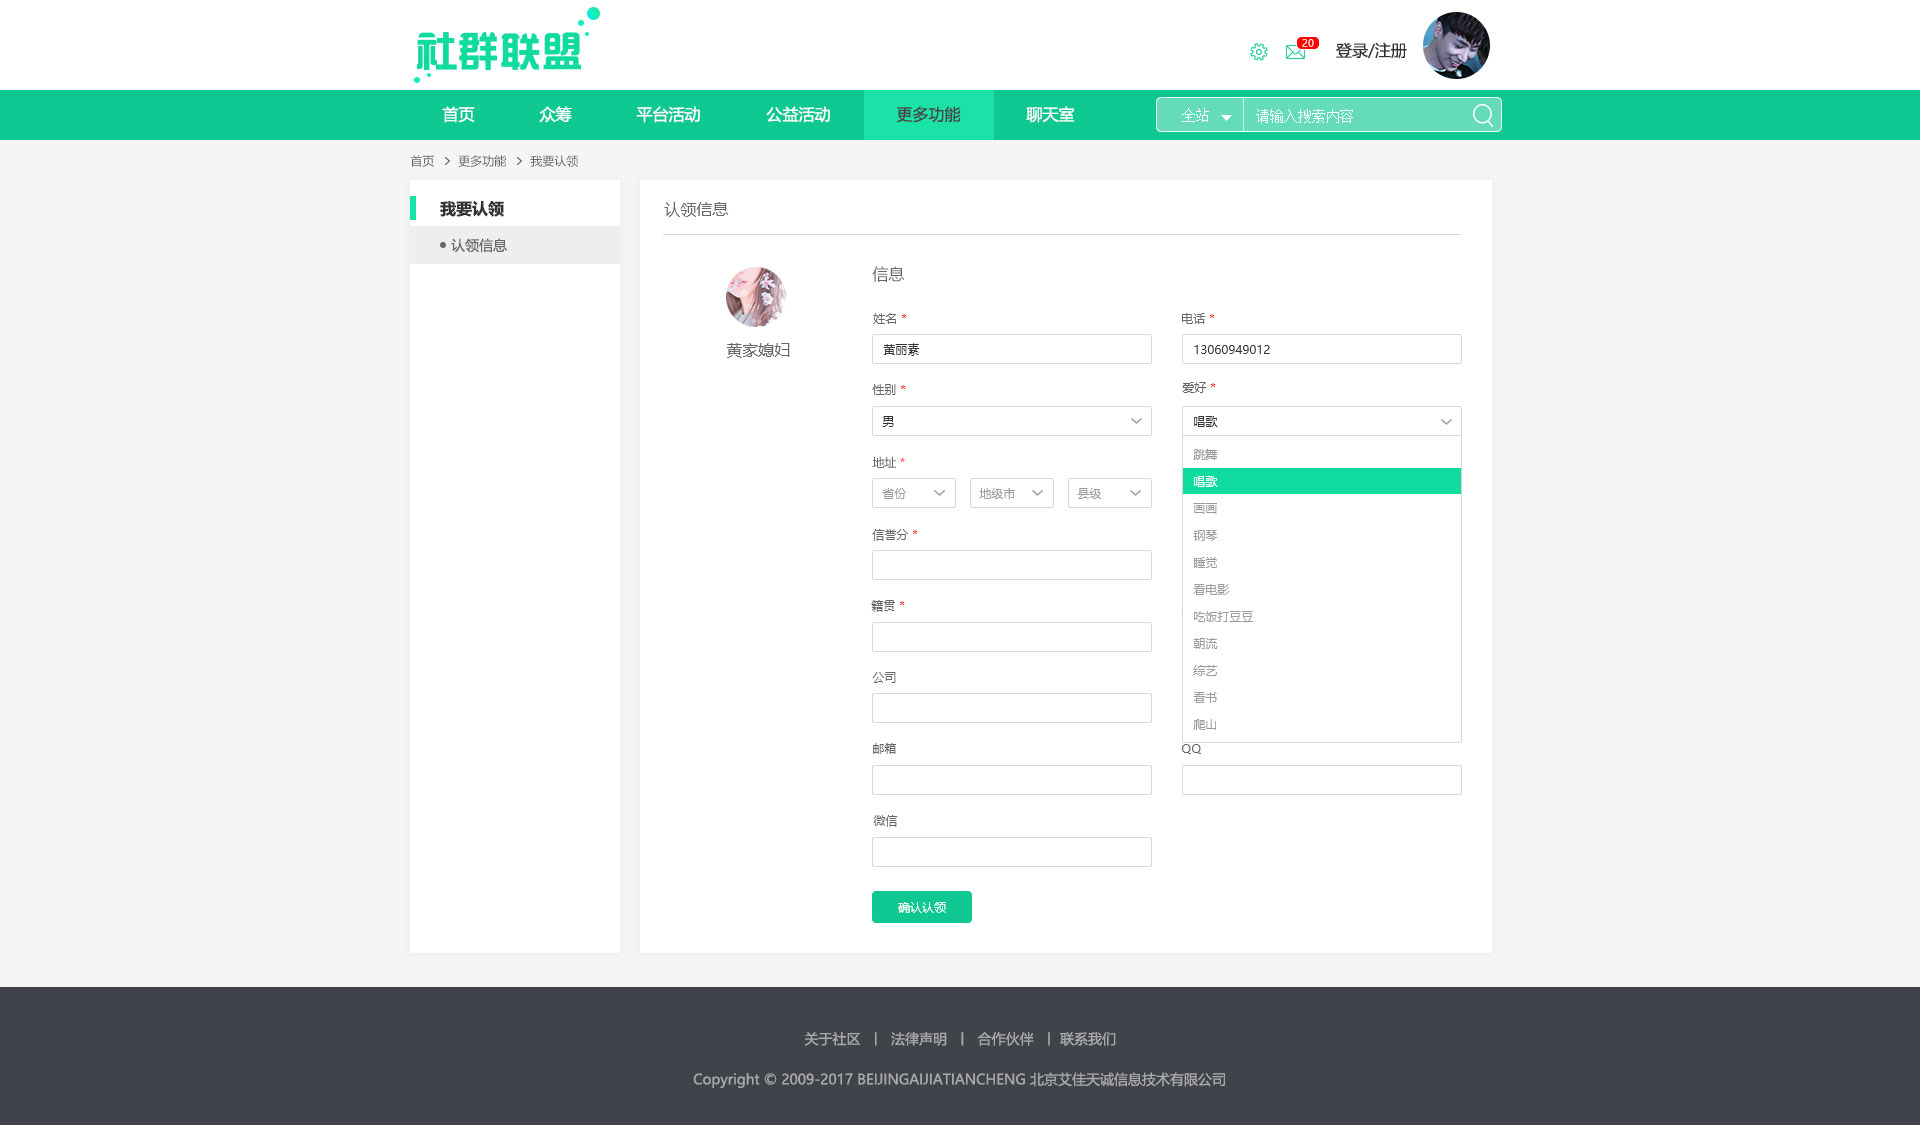 社群联盟
20
登录/注册
首页 众筹 平台活动 公益活动 更多功能 聊天室 全站 请输入搜索内容
首页 > 更多功能 > 我要认领
我要认领
• 认领信息
认领信息
黄家媳妇
信息
姓名 * 电话 *
黄丽素 13060949012
性别 * 爱好 *
男 唱歌
跳舞
唱歌
画画
钢琴
睡觉
看电影
吃饭打豆豆
朝流
综艺
看书
爬山
地址 *
省份 地级市 县级
信誉分 *
籍贯 *
公司
邮箱 QQ
微信
确认认领
关于社区 | 法律声明 | 合作伙伴 | 联系我们
Copyright © 2009-2017 BEIJINGAIJIATIANCHENG 北京艾佳天诚信息技术有限公司